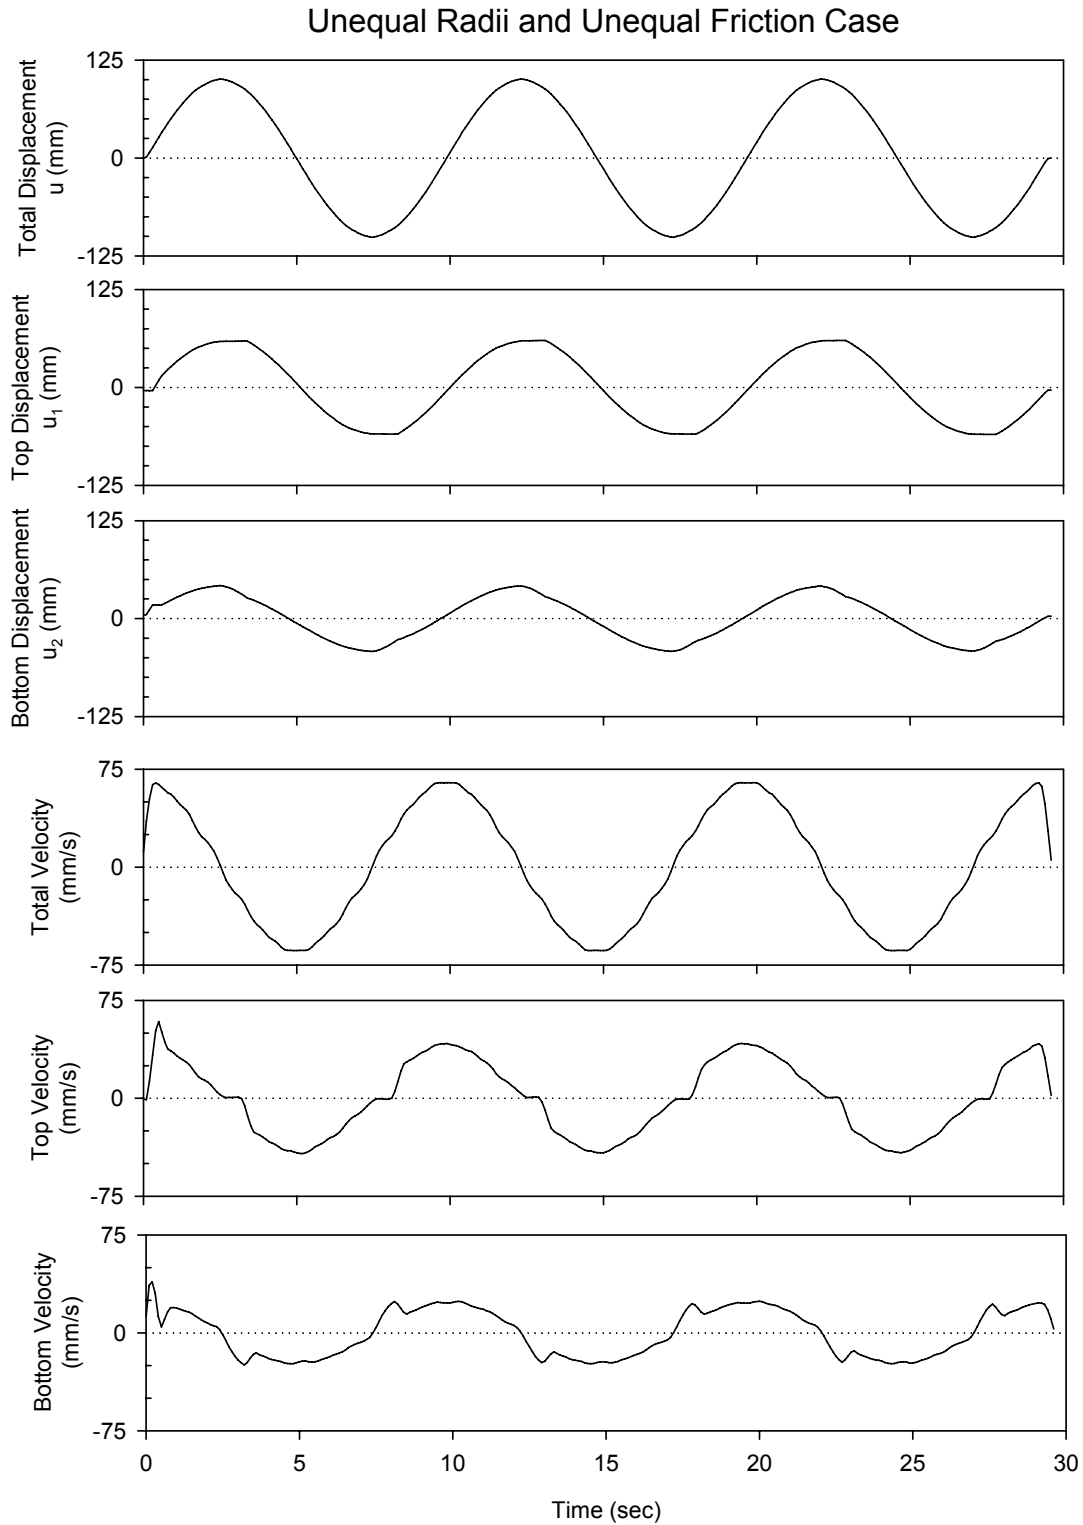 Unequal Radii and Unequal Friction Case
Total Displacement
u (mm)
125
0
-125
Top Displacement
u₁ (mm)
125
0
-125
Bottom Displacement
u₂ (mm)
125
0
-125
Total Velocity
(mm/s)
75
0
-75
Top Velocity
(mm/s)
75
0
-75
Bottom Velocity
(mm/s)
75
0
-75
0 5 10 15 20 25 30
Time (sec)